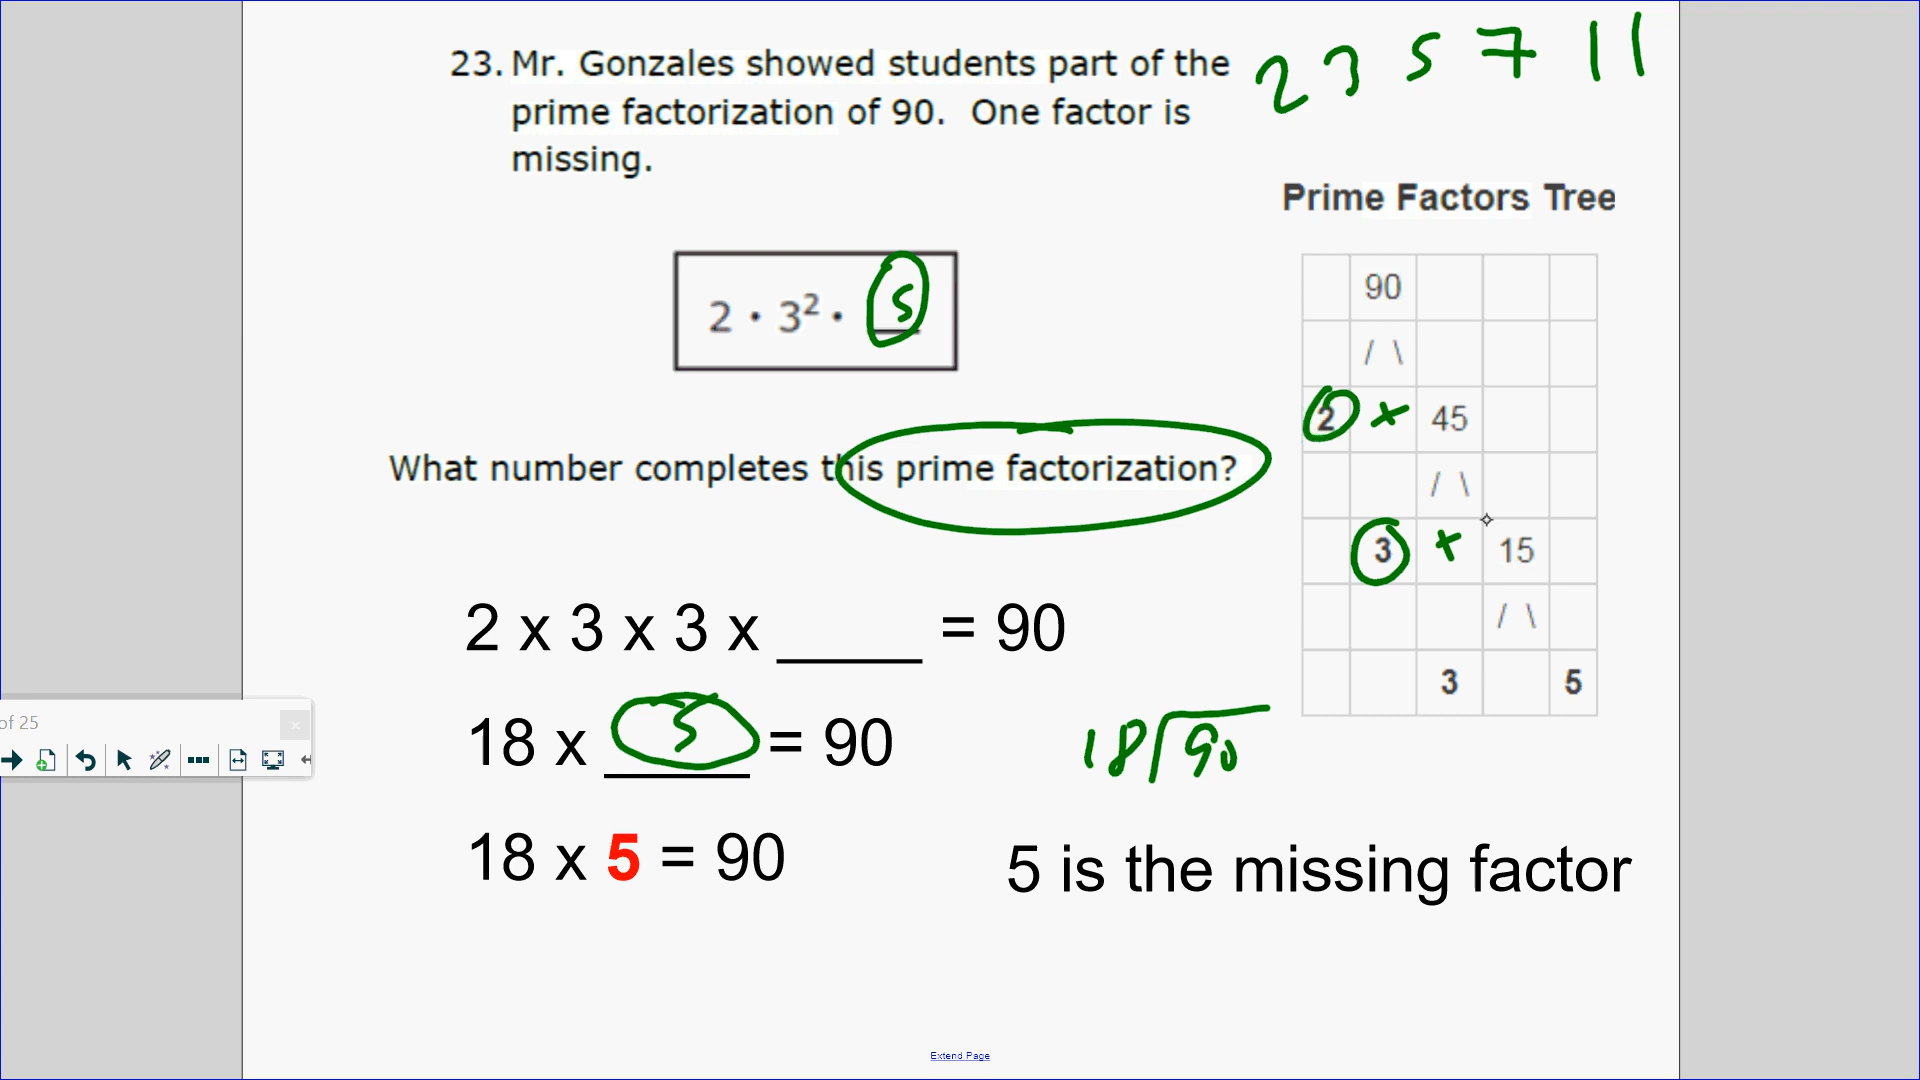 23. Mr. Gonzales showed students part of the
prime factorization of 90. One factor is
missing.
2 3 5 7 11
Prime Factors Tree
2 · 3² · 5
90
/ \
2 x 45
/ \
3 x 15
/ \
3 5
What number completes this prime factorization?
2 x 3 x 3 x ____ = 90
18 x 5 = 90
18 90
18 x 5 = 90
5 is the missing factor
of 25
Extend Page